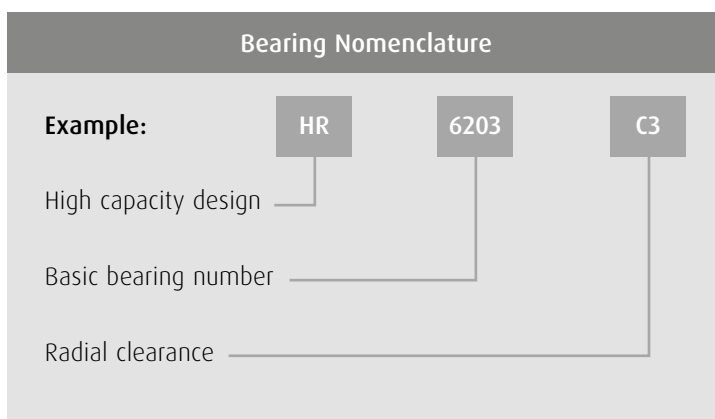 Bearing Nomenclature
Example: HR 6203 C3
High capacity design
Basic bearing number
Radial clearance